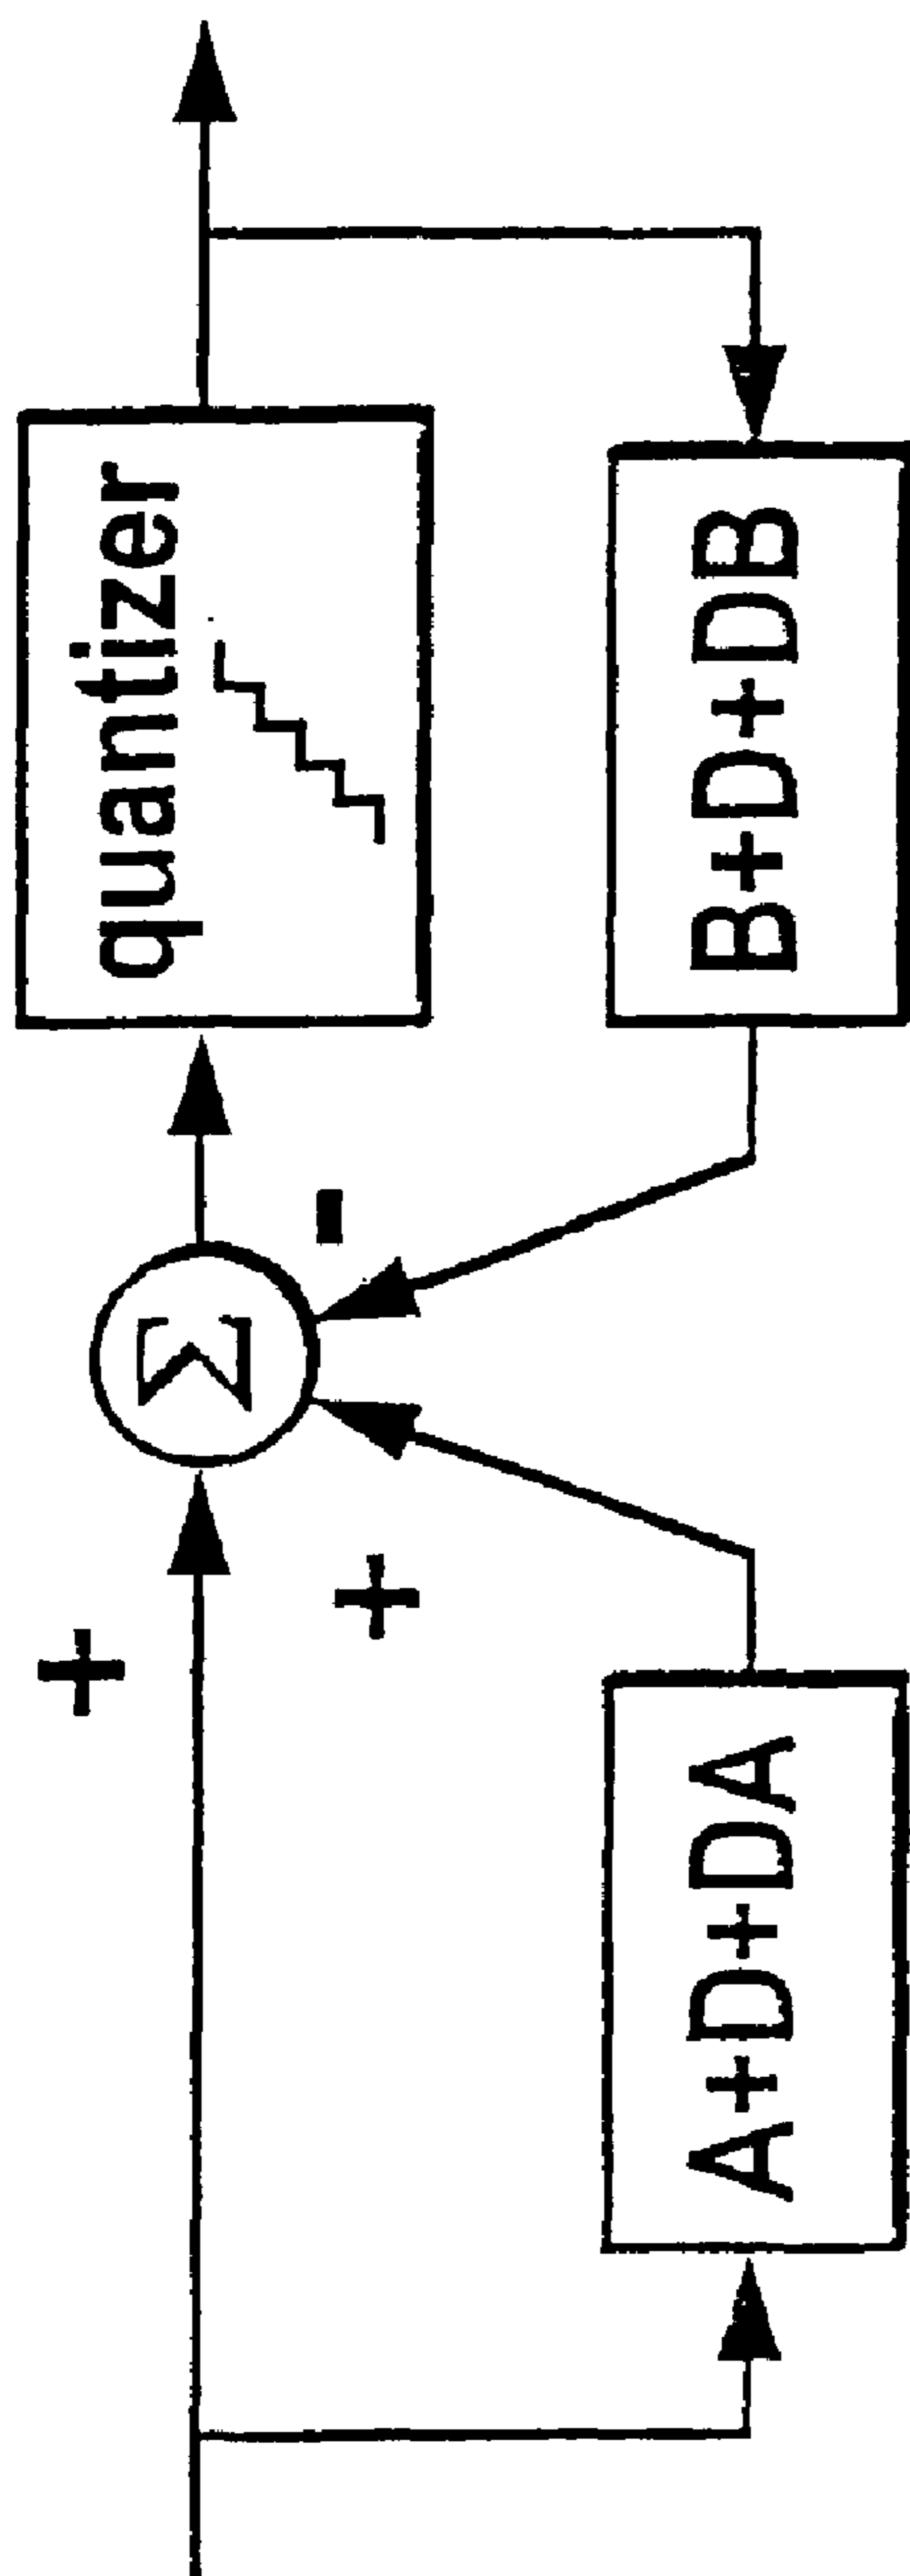 +
+
Σ
-
quantizer
A+D+DA
B+D+DB